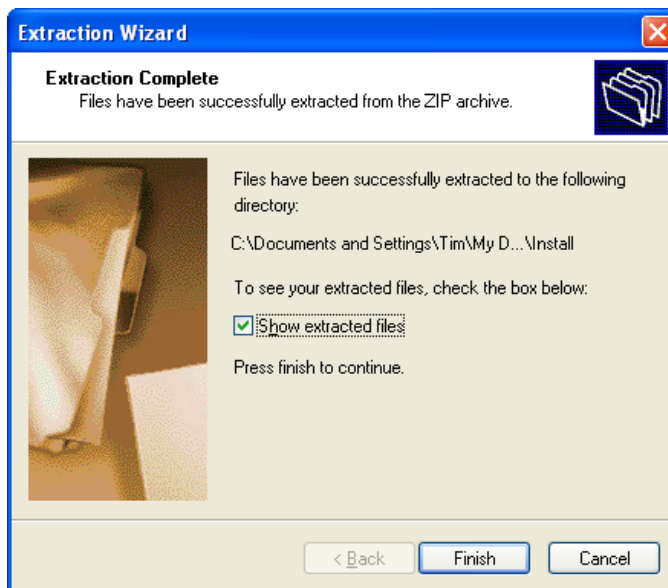 Extraction Wizard
Extraction Complete
Files have been successfully extracted from the ZIP archive.
Files have been successfully extracted to the following
directory:
C:\Documents and Settings\Tim\My D...\Install
To see your extracted files, check the box below:
Show extracted files
Press finish to continue.
< Back Finish Cancel